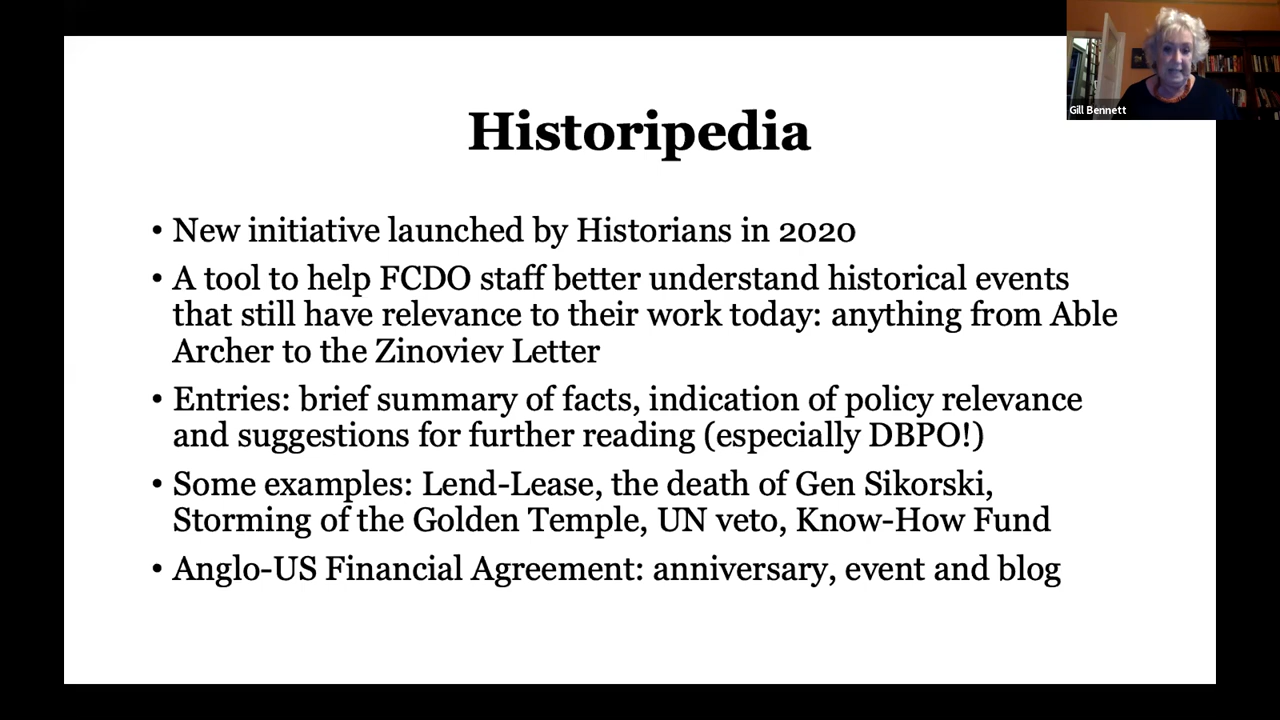 Gill Bennett
Historipedia
• New initiative launched by Historians in 2020
• A tool to help FCDO staff better understand historical events
that still have relevance to their work today: anything from Able
Archer to the Zinoviev Letter
• Entries: brief summary of facts, indication of policy relevance
and suggestions for further reading (especially DBPO!)
• Some examples: Lend-Lease, the death of Gen Sikorski,
Storming of the Golden Temple, UN veto, Know-How Fund
• Anglo-US Financial Agreement: anniversary, event and blog